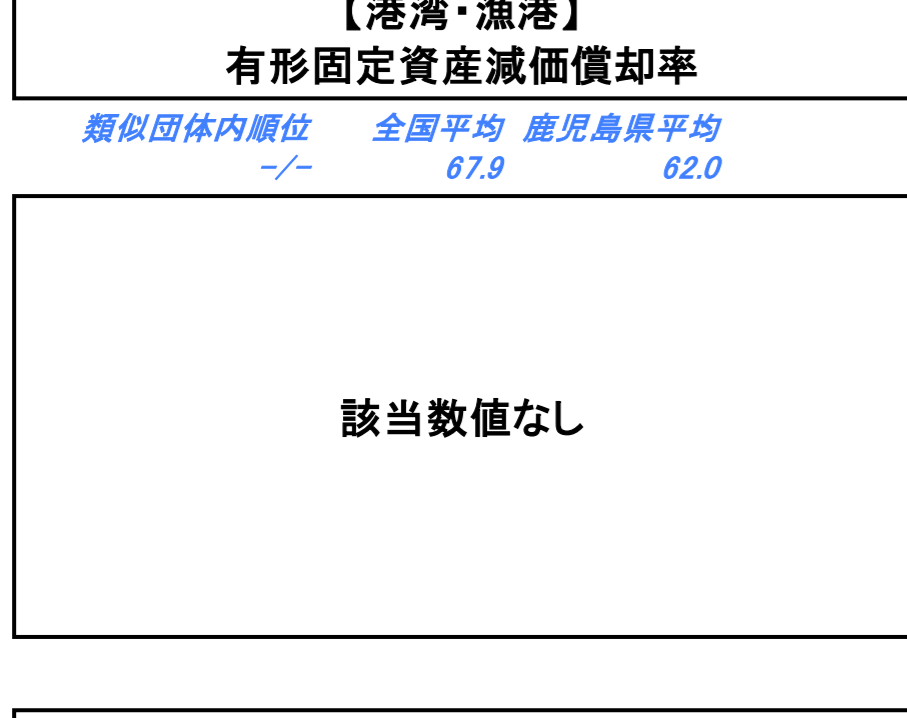 【港湾・漁港】
有形固定資産減価償却率
類似団体内順位 全国平均 鹿児島県平均
-/- 67.9 62.0
該当数値なし